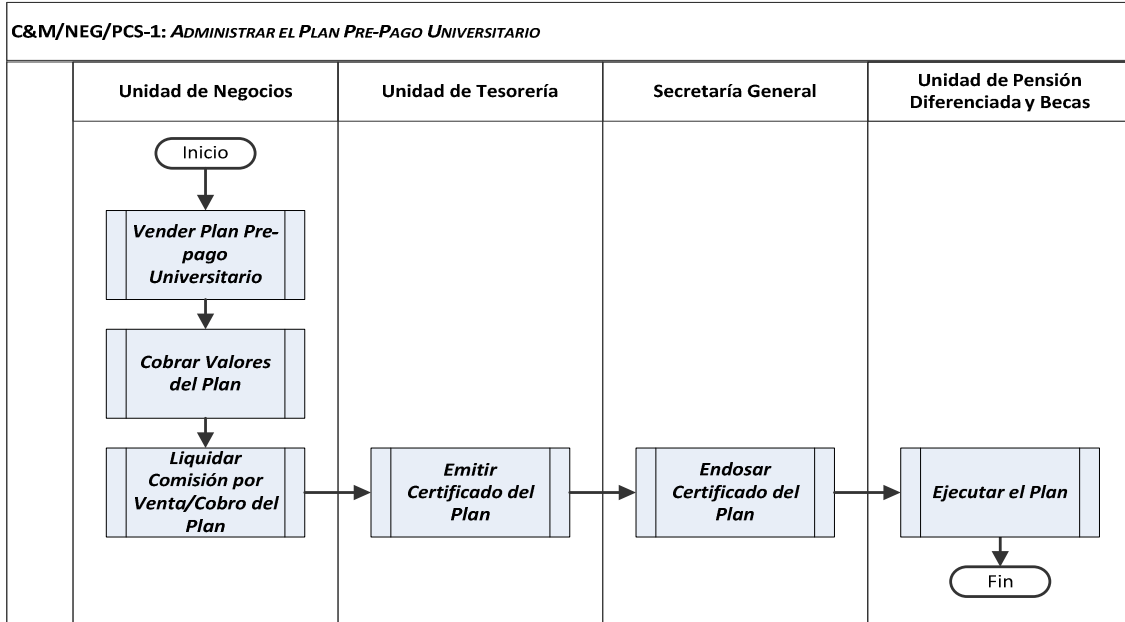 C&M/NEG/PCS-1: ADMINISTRAR EL PLAN PRE-PAGO UNIVERSITARIO
Unidad de Negocios
Unidad de Tesorería
Secretaría General
Unidad de Pensión
Diferenciada y Becas
Inicio
Vender Plan Pre-
pago
Universitario
Cobrar Valores
del Plan
Liquidar
Comisión por
Venta/Cobro del
Plan
Emitir
Certificado del
Plan
Endosar
Certificado del
Plan
Ejecutar el Plan
Fin